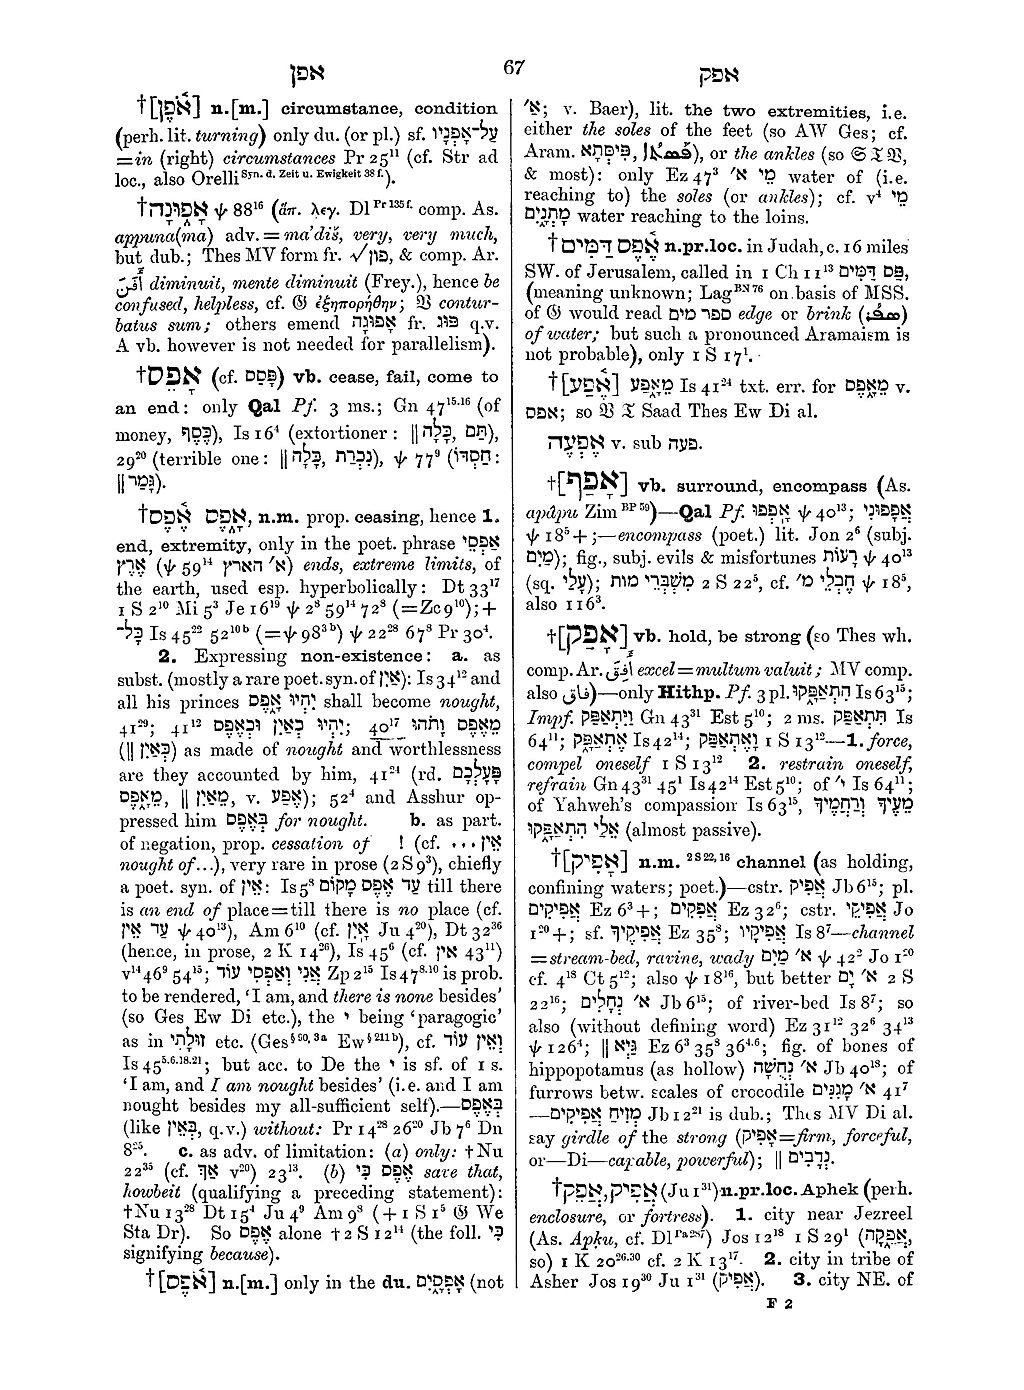 אפן 67 אפק
†[אֹ֫פֶן] n.[m.] circumstance, condition
(perh. lit. turning) only du. (or pl.) sf. עַל־אָפְנָיו
=in (right) circumstances Pr 25¹¹ (cf. Str ad
loc., also Orelli Syn. d. Zeit u. Ewigkeit 38 f.).
†אָפוּנָה ψ 88¹⁶ (ἅπ. λεγ. Dl Pr 135 f. comp. As.
appuna(ma) adv. = ma’diš, very, very much,
but dub.; Thes MV form fr. √פון, & comp. Ar.
diminuit, mente diminuit (Frey.), hence be
confused, helpless, cf. 𝔊 ἐξηπορήθην; 𝔙 contur-
batus sum; others emend אָפוּגָה fr. פוג q.v.
A vb. however is not needed for parallelism).
†אָפֵס (cf. פָּסַס) vb. cease, fail, come to
an end: only Qal Pf. 3 ms.; Gn 47¹⁵·¹⁶ (of
money, כֶּסֶף), Is 16⁴ (extortioner: ‖ כָּלָה, תַּם),
29²⁰ (terrible one: ‖ כָּלָה, נִכְרַת), ψ 77⁹ (חַסְדּוֹ:
‖ גָּמַר).
†אֶ֫פֶס אָ֑פֶס, n.m. prop. ceasing, hence 1.
end, extremity, only in the poet. phrase אַפְסֵי
אֶרֶץ (א׳ הארץ ψ 59¹⁴) ends, extreme limits, of
the earth, used esp. hyperbolically: Dt 33¹⁷
1 S 2¹⁰ Mi 5³ Je 16¹⁹ ψ 2⁸ 59¹⁴ 72⁸ (=Zc 9¹⁰); +
כָּל־ Is 45²² 52¹⁰ᵇ (=ψ 98³ᵇ) ψ 22²⁸ 67⁸ Pr 30⁴.
2. Expressing non-existence: a. as
subst. (mostly a rare poet. syn. of אַיִן): Is 34¹² and
all his princes יִהְיוּ אָ֑פֶס shall become nought,
41²⁹; 41¹² יִהְיוּ כְאַיִן וּכְאֶפֶס; 40¹⁷ מֵאֶפֶס וָתֹהוּ
(‖ כְּאַיִן) as made of nought and worthlessness
are they accounted by him, 41²⁴ (rd. פָּעָלְכֶם
מֵאָ֑פֶס, ‖ מֵאַיִן, v. אֶפַע); 52⁴ and Asshur op-
pressed him בְּאֶפֶס for nought. b. as part.
of negation, prop. cessation of ! (cf. אֵין ...
nought of...), very rare in prose (2 S 9³), chiefly
a poet. syn. of אַיִן: Is 5⁸ עַד אֶפֶס מָקוֹם till there
is an end of place=till there is no place (cf.
עַד אֵין ψ 40¹³), Am 6¹⁰ (cf. אָ֑יִן Ju 4²⁰), Dt 32³⁶
(hence, in prose, 2 K 14²⁶), Is 45⁶ (cf. אֵין 43¹¹)
v¹⁴ 46⁹ 54¹⁵; אֲנִי וְאַפְסִי עוֹד Zp 2¹⁵ Is 47⁸·¹⁰ is prob.
to be rendered, ‘I am, and there is none besides’
(so Ges Ew Di etc.), the י being ‘paragogic’
as in זוּלָתִי etc. (Ges § 90, 3 a Ew § 211 b), cf. וְאֵין עוֹד
Is 45⁵·⁶·¹⁸·²¹; but acc. to De the י is sf. of 1 s.
‘I am, and I am nought besides’ (i.e. and I am
nought besides my all-sufficient self).—בְּאֶפֶס
(like בְּאֵין, q.v.) without: Pr 14²⁸ 26²⁰ Jb 7⁶ Dn
8²⁵. c. as adv. of limitation: (a) only: †Nu
22³⁵ (cf. אַךְ v²⁰) 23¹³. (b) אֶפֶס כִּי save that,
howbeit (qualifying a preceding statement):
†Nu 13²⁸ Dt 15⁴ Ju 4⁹ Am 9⁸ (+ 1 S 1⁵ 𝔊 We
Sta Dr). So אֶפֶס alone †2 S 12¹⁴ (the foll. כִּי
signifying because).
†[אֹ֫פֶס] n.[m.] only in the du. אָפְסָ֑יִם (not
א׳; v. Baer), lit. the two extremities, i.e.
either the soles of the feet (so AW Ges; cf.
Aram. פִּיסְתָא, ), or the ankles (so 𝔖 𝔗 𝔙,
& most): only Ez 47³ מֵי א׳ water of (i.e.
reaching to) the soles (or ankles); cf. v⁴ מֵי
מָתְנָ֑יִם water reaching to the loins.
†אֶ֫פֶס דַּמִּים n.pr.loc. in Judah, c. 16 miles
SW. of Jerusalem, called in 1 Ch 11¹³ פַּס דַּמִּים,
(meaning unknown; Lag BN 76 on basis of MSS.
of 𝔊 would read ספר מים edge or brink ()
of water; but such a pronounced Aramaism is
not probable), only 1 S 17¹.
†[אֶ֫פַע] מֵאָ֑פַע Is 41²⁴ txt. err. for מֵאָ֑פֶס v.
אפס; so 𝔙 𝔗 Saad Thes Ew Di al.
אֶפְעֶה v. sub פעה.
†[אָפַף] vb. surround, encompass (As.
apâpu Zim BP 59)—Qal Pf. אָֽפְפוּ ψ 40¹³; אֲפָפוּנִי
ψ 18⁵ + ;—encompass (poet.) lit. Jon 2⁶ (subj.
מַיִם); fig., subj. evils & misfortunes רָעוֹת ψ 40¹³
(sq. עָלַי); מִשְׁבְּרֵי מות 2 S 22⁵, cf. חֶבְלֵי מ׳ ψ 18⁵,
also 116³.
†[אָפַק] vb. hold, be strong (so Thes wh.
comp. Ar. أَفِقَ excel=multum valuit; MV comp.
also فاق)—only Hithp. Pf. 3 pl. הִתְאַפָּֽקוּ Is 63¹⁵;
Impf. וַיִּתְאַפַּק Gn 43³¹ Est 5¹⁰; 2 ms. תִּתְאַפַּק Is
64¹¹; אֶתְאַפָּק Is 42¹⁴; וָאֶתְאַפַּק 1 S 13¹²—1. force,
compel oneself 1 S 13¹² 2. restrain oneself,
refrain Gn 43³¹ 45¹ Is 42¹⁴ Est 5¹⁰; of י׳ Is 64¹¹;
of Yahweh’s compassion Is 63¹⁵, מֵעֶיךָ וְרַחֲמֶיךָ
אֵלַי הִתְאַפָּֽקוּ (almost passive).
†[אָפִיק] n.m. 2 S 22, 16 channel (as holding,
confining waters; poet.)—cstr. אֲפִיק Jb 6¹⁵; pl.
אֲפִיקִים Ez 6³ + ; אֲפִקִים Ez 32⁶; cstr. אֲפִיקֵי Jo
1²⁰ + ; sf. אֲפִיקֶיךָ Ez 35⁸; אֲפִיקָיו Is 8⁷—channel
=stream-bed, ravine, wady א׳ מַיִם ψ 42² Jo 1²⁰
cf. 4¹⁸ Ct 5¹²; also ψ 18¹⁶, but better א׳ יָם 2 S
22¹⁶; א׳ נְחָלִים Jb 6¹⁵; of river-bed Is 8⁷; so
also (without defining word) Ez 31¹² 32⁶ 34¹³
ψ 126⁴; ‖ גַּיְא Ez 6³ 35⁸ 36⁴·⁶; fig. of bones of
hippopotamus (as hollow) א׳ נְחֻשָׁה Jb 40¹⁸; of
furrows betw. scales of crocodile א׳ מָגִנִּים 41⁷
—מְזִיחַ אֲפִיקִים Jb 12²¹ is dub.; Thes MV Di al.
say girdle of the strong (אָפִיק=firm, forceful,
or—Di—capable, powerful); ‖ נְדִבִים.
†אֲפֵק, אֲפִיק (Ju 1³¹) n.pr.loc. Aphek (perh.
enclosure, or fortress). 1. city near Jezreel
(As. Apḳu, cf. Dl Pa 287) Jos 12¹⁸ 1 S 29¹ (אֲפֵ֑קָה,
so) 1 K 20²⁶·³⁰ cf. 2 K 13¹⁷. 2. city in tribe of
Asher Jos 19³⁰ Ju 1³¹ (אֲפִיק). 3. city NE. of
F 2